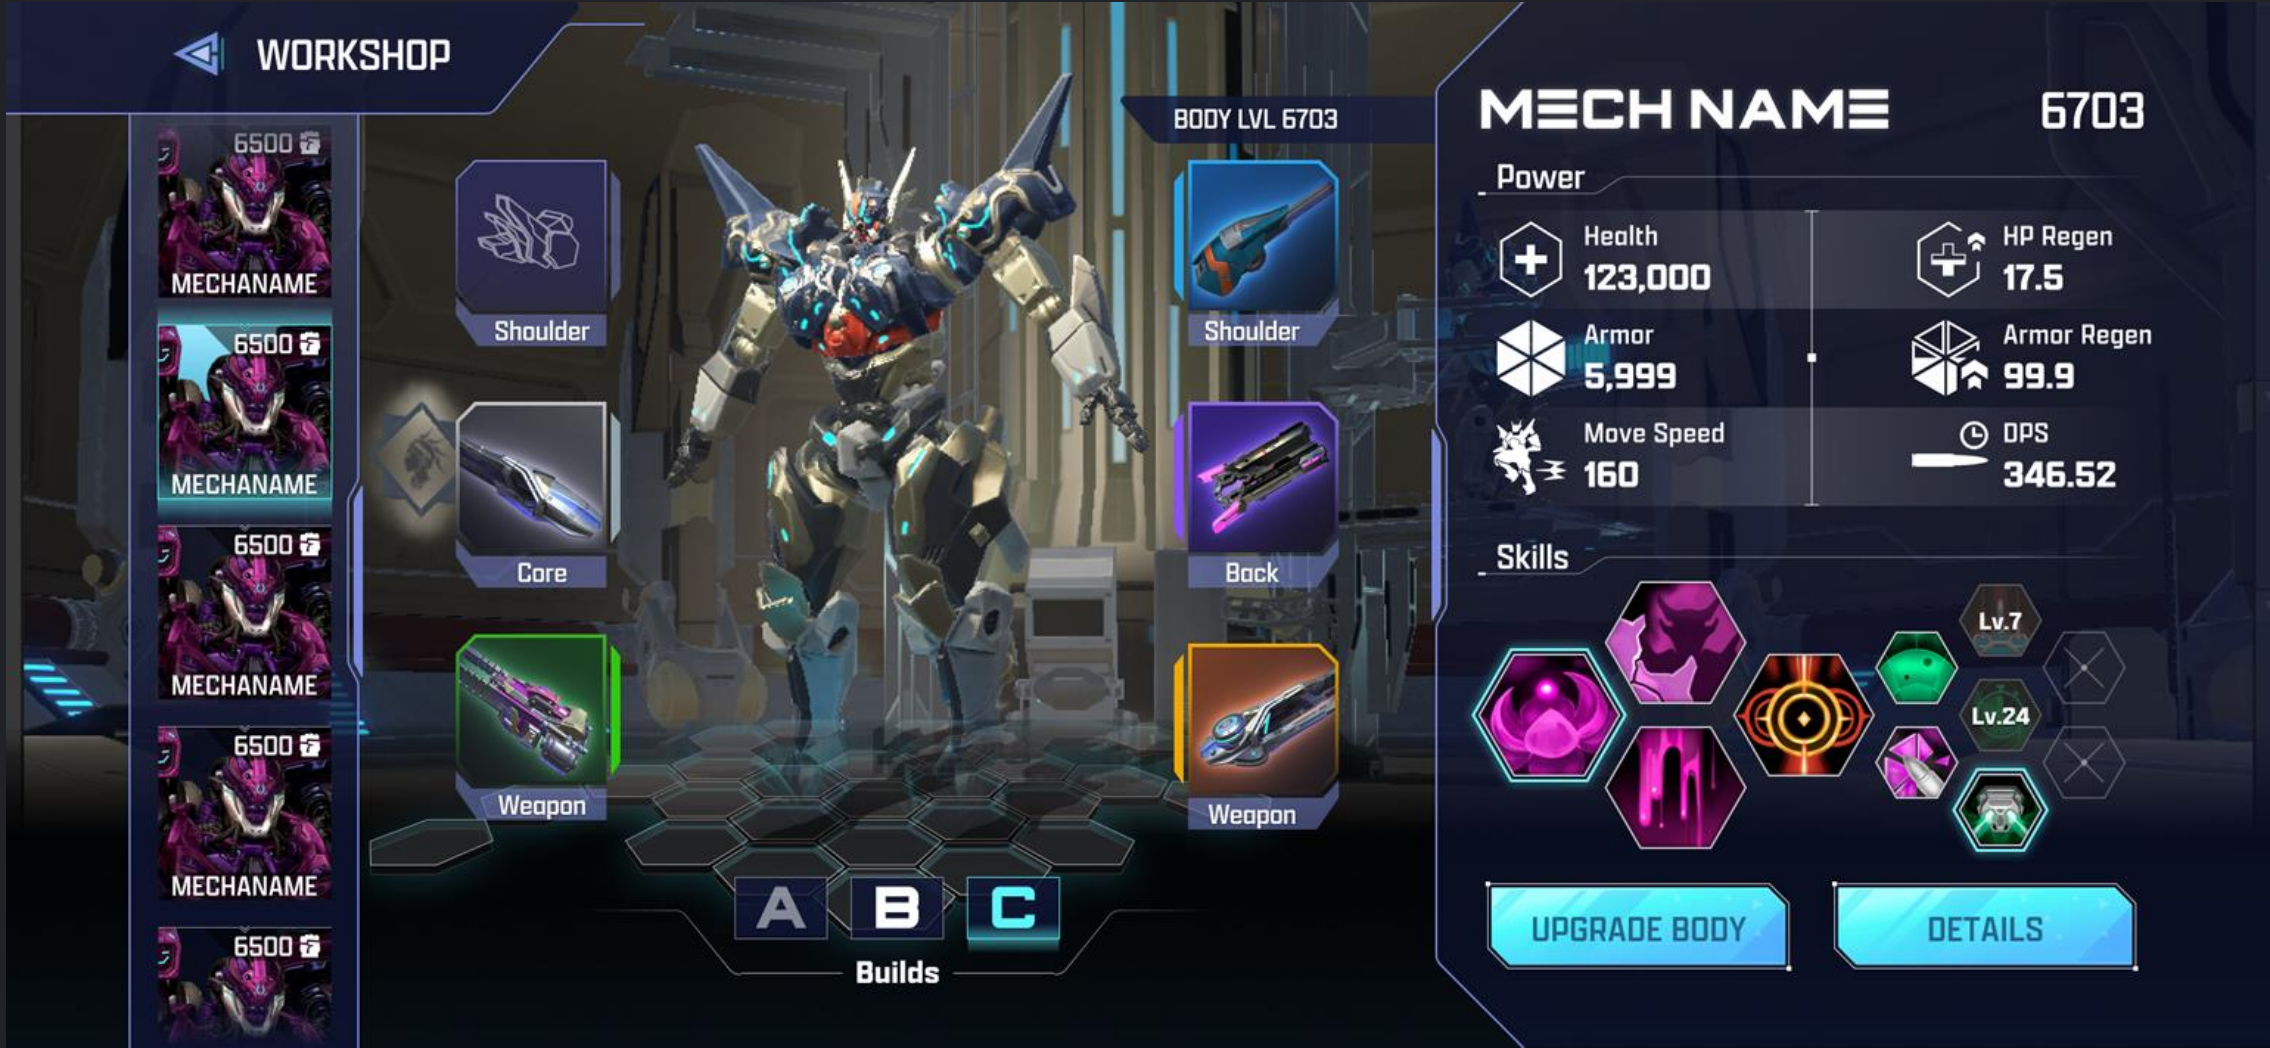 WORKSHOP
6500
MECHANAME
6500
MECHANAME
6500
MECHANAME
6500
MECHANAME
6500
BODY LVL 6703
Shoulder
Shoulder
Core
Back
Weapon
Weapon
A B C
Builds
MECH NAME 6703
Power
Health
123,000
HP Regen
17.5
Armor
5,999
Armor Regen
99.9
Move Speed
160
DPS
346.52
Skills
Lv.7
Lv.24
UPGRADE BODY
DETAILS